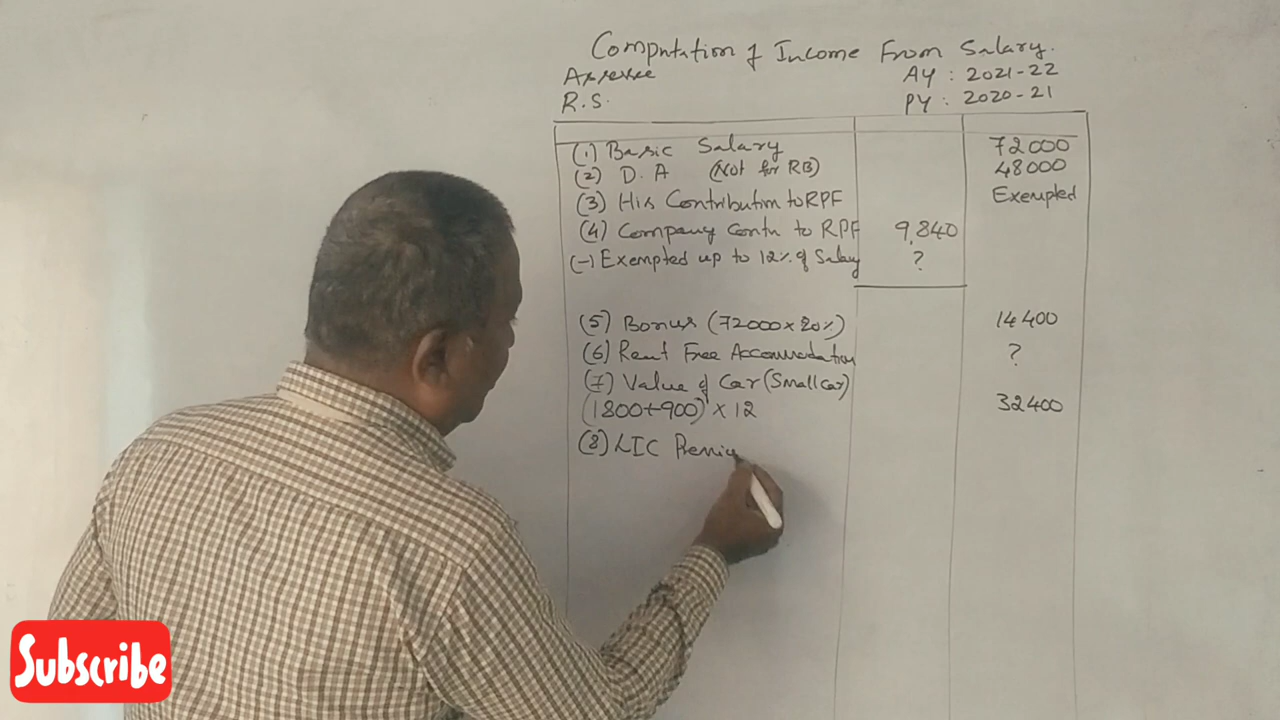 Computation of Income From Salary.
Assessee AY : 2021-22
R.S. PY : 2020-21
(1) Basic Salary 72000
(2) D.A (Not for RB) 48000
(3) His Contribution to RPF Exempted
(4) Company Contn to RPF 9,840
(-) Exempted up to 12% of Salary ?
(5) Bonus (72000 x 20%) 14400
(6) Rent Free Accommodation ?
(7) Value of Car (Small Car)
(1800+900) x 12 32400
(8) LIC Premiu
Subscribe